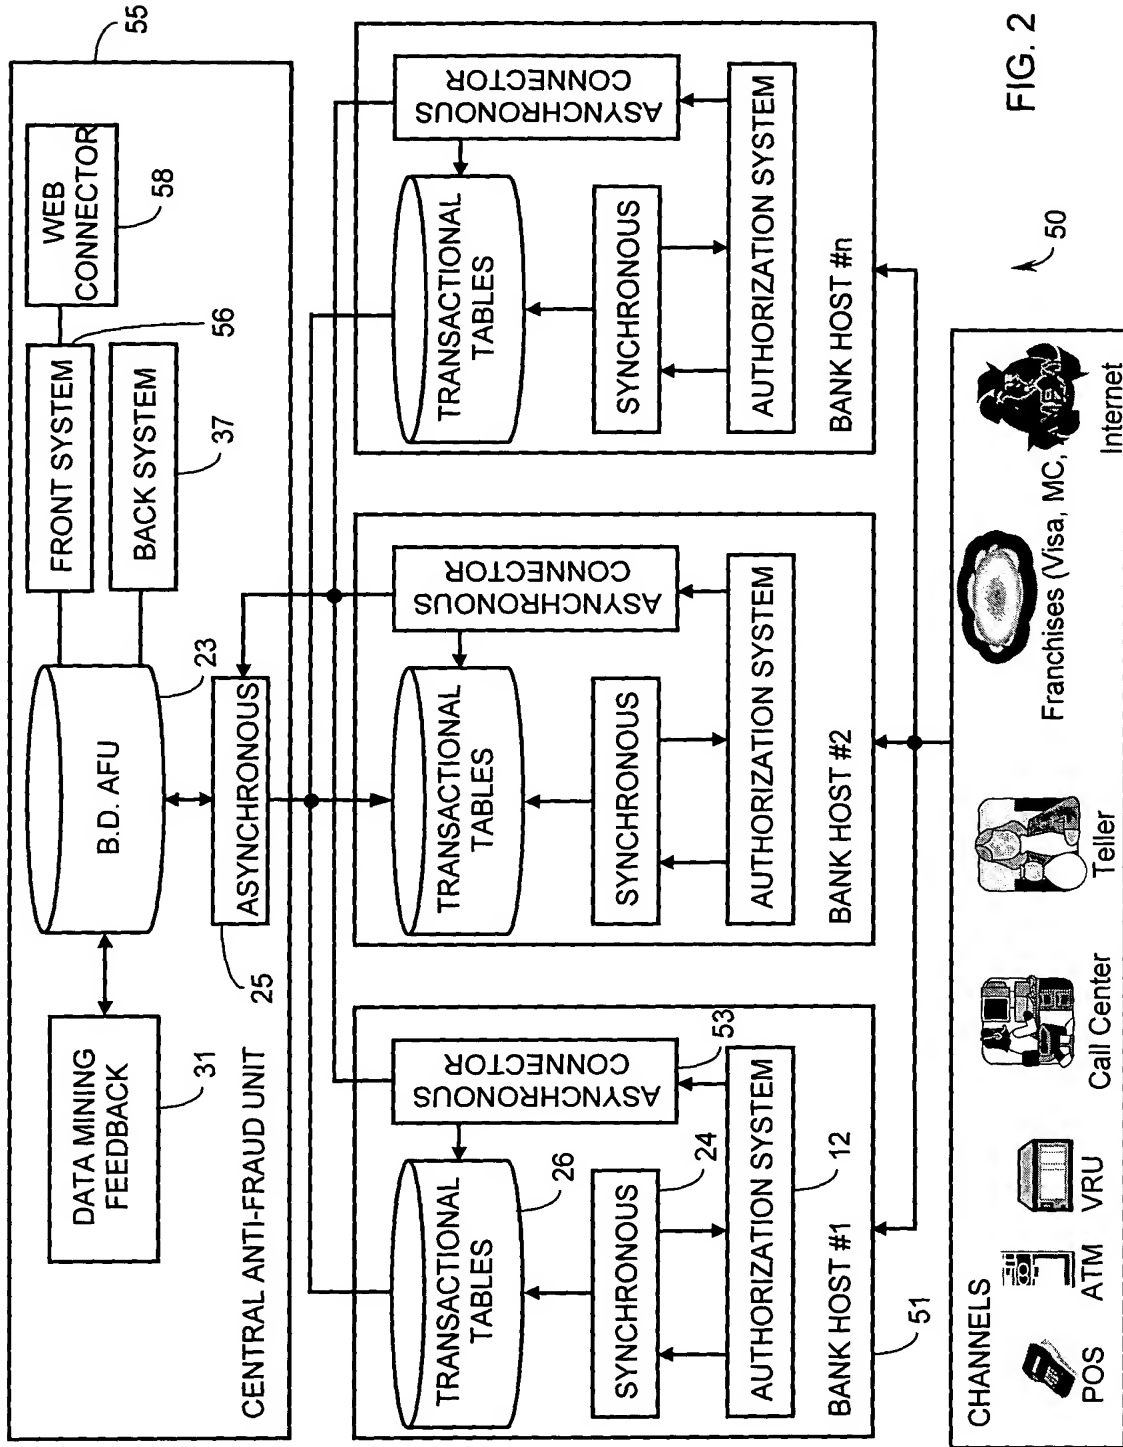 55
WEB
CONNECTOR
58
FRONT SYSTEM
56
BACK SYSTEM
37
B.D. AFU
23
ASYNCHRONOUS
25
DATA MINING
FEEDBACK
31
CENTRAL ANTI-FRAUD UNIT
TRANSACTIONAL
TABLES
26
ASYNCHRONOUS
CONNECTOR
53
SYNCHRONOUS
24
AUTHORIZATION SYSTEM
12
BANK HOST #1
51
TRANSACTIONAL
TABLES
ASYNCHRONOUS
CONNECTOR
SYNCHRONOUS
AUTHORIZATION SYSTEM
BANK HOST #2
TRANSACTIONAL
TABLES
ASYNCHRONOUS
CONNECTOR
SYNCHRONOUS
AUTHORIZATION SYSTEM
BANK HOST #n
CHANNELS
POS
ATM
VRU
Call Center
Teller
Franchises (Visa, MC,
Internet
50
FIG. 2